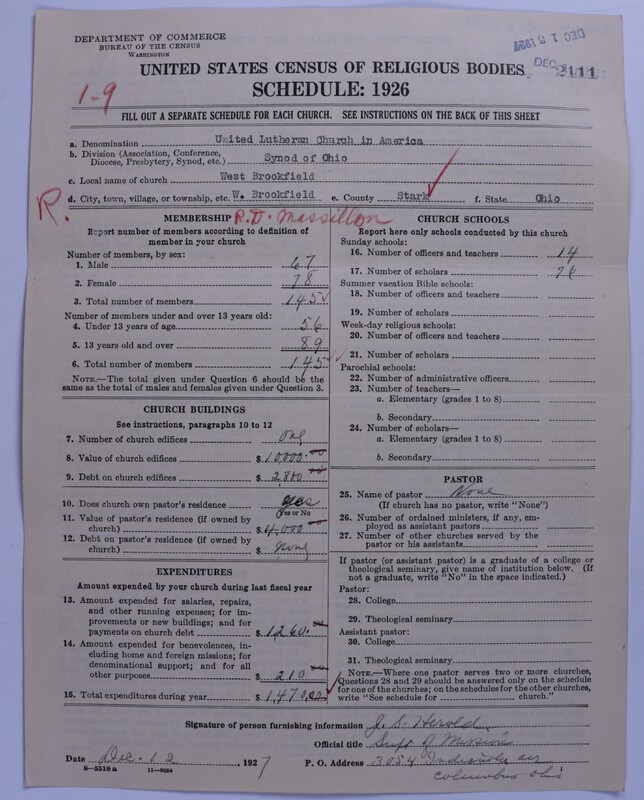 DEPARTMENT OF COMMERCE
BUREAU OF THE CENSUS
WASHINGTON
DEC 15 1927
DEC 2111
UNITED STATES CENSUS OF RELIGIOUS BODIES
SCHEDULE: 1926
1-9
FILL OUT A SEPARATE SCHEDULE FOR EACH CHURCH. SEE INSTRUCTIONS ON THE BACK OF THIS SHEET
a. Denomination United Lutheran Church in America
b. Division (Association, Conference, Diocese, Presbytery, Synod, etc.) Synod of Ohio
c. Local name of church West Brookfield
d. City, town, village, or township, etc. W. Brookfield e. County Stark f. State Ohio
R. R.D. Massillon
MEMBERSHIP
Report number of members according to definition of
member in your church
Number of members, by sex:
1. Male 67
2. Female 78
3. Total number of members 145
Number of members under and over 13 years old:
4. Under 13 years of age 56
5. 13 years old and over 89
6. Total number of members 145
NOTE.—The total given under Question 6 should be the
same as the total of males and females given under Question 3.
CHURCH BUILDINGS
See instructions, paragraphs 10 to 12
7. Number of church edifices One
8. Value of church edifices $ 10000.00
9. Debt on church edifices $ 2800
10. Does church own pastor's residence yes
(Yes or No
11. Value of pastor's residence (if owned by
church) $ 4,000
12. Debt on pastor's residence (if owned by
church) $ None
EXPENDITURES
Amount expended by your church during last fiscal year
13. Amount expended for salaries, repairs,
and other running expenses; for im-
provements or new buildings; and for
payments on church debt $ 1260.
14. Amount expended for benevolences, in-
cluding home and foreign missions; for
denominational support; and for all
other purposes $ 210
15. Total expenditures during year $ 1,470.00
CHURCH SCHOOLS
Report here only schools conducted by this church
Sunday schools:
16. Number of officers and teachers 14
17. Number of scholars 76
Summer vacation Bible schools:
18. Number of officers and teachers
19. Number of scholars
Week-day religious schools:
20. Number of officers and teachers
21. Number of scholars
Parochial schools:
22. Number of administrative officers
23. Number of teachers—
a. Elementary (grades 1 to 8)
b. Secondary
24. Number of scholars—
a. Elementary (grades 1 to 8)
b. Secondary
PASTOR
25. Name of pastor None
(If church has no pastor, write "None")
26. Number of ordained ministers, if any, em-
ployed as assistant pastors
27. Number of other churches served by the
pastor or his assistants
If pastor (or assistant pastor) is a graduate of a college or
theological seminary, give name of institution below. (If
not a graduate, write "No" in the space indicated.)
Pastor:
28. College
29. Theological seminary
Assistant pastor:
30. College
31. Theological seminary
NOTE.—Where one pastor serves two or more churches,
Questions 28 and 29 should be answered only on the schedule
for one of the churches; on the schedules for the other churches,
write "See schedule for church."
Signature of person furnishing information J. S. Herold
Official title Supt of Missions
Date Dec. 12, 1927 P. O. Address 3054 Indianola av
Columbus Ohio
8-5318a 11-9064